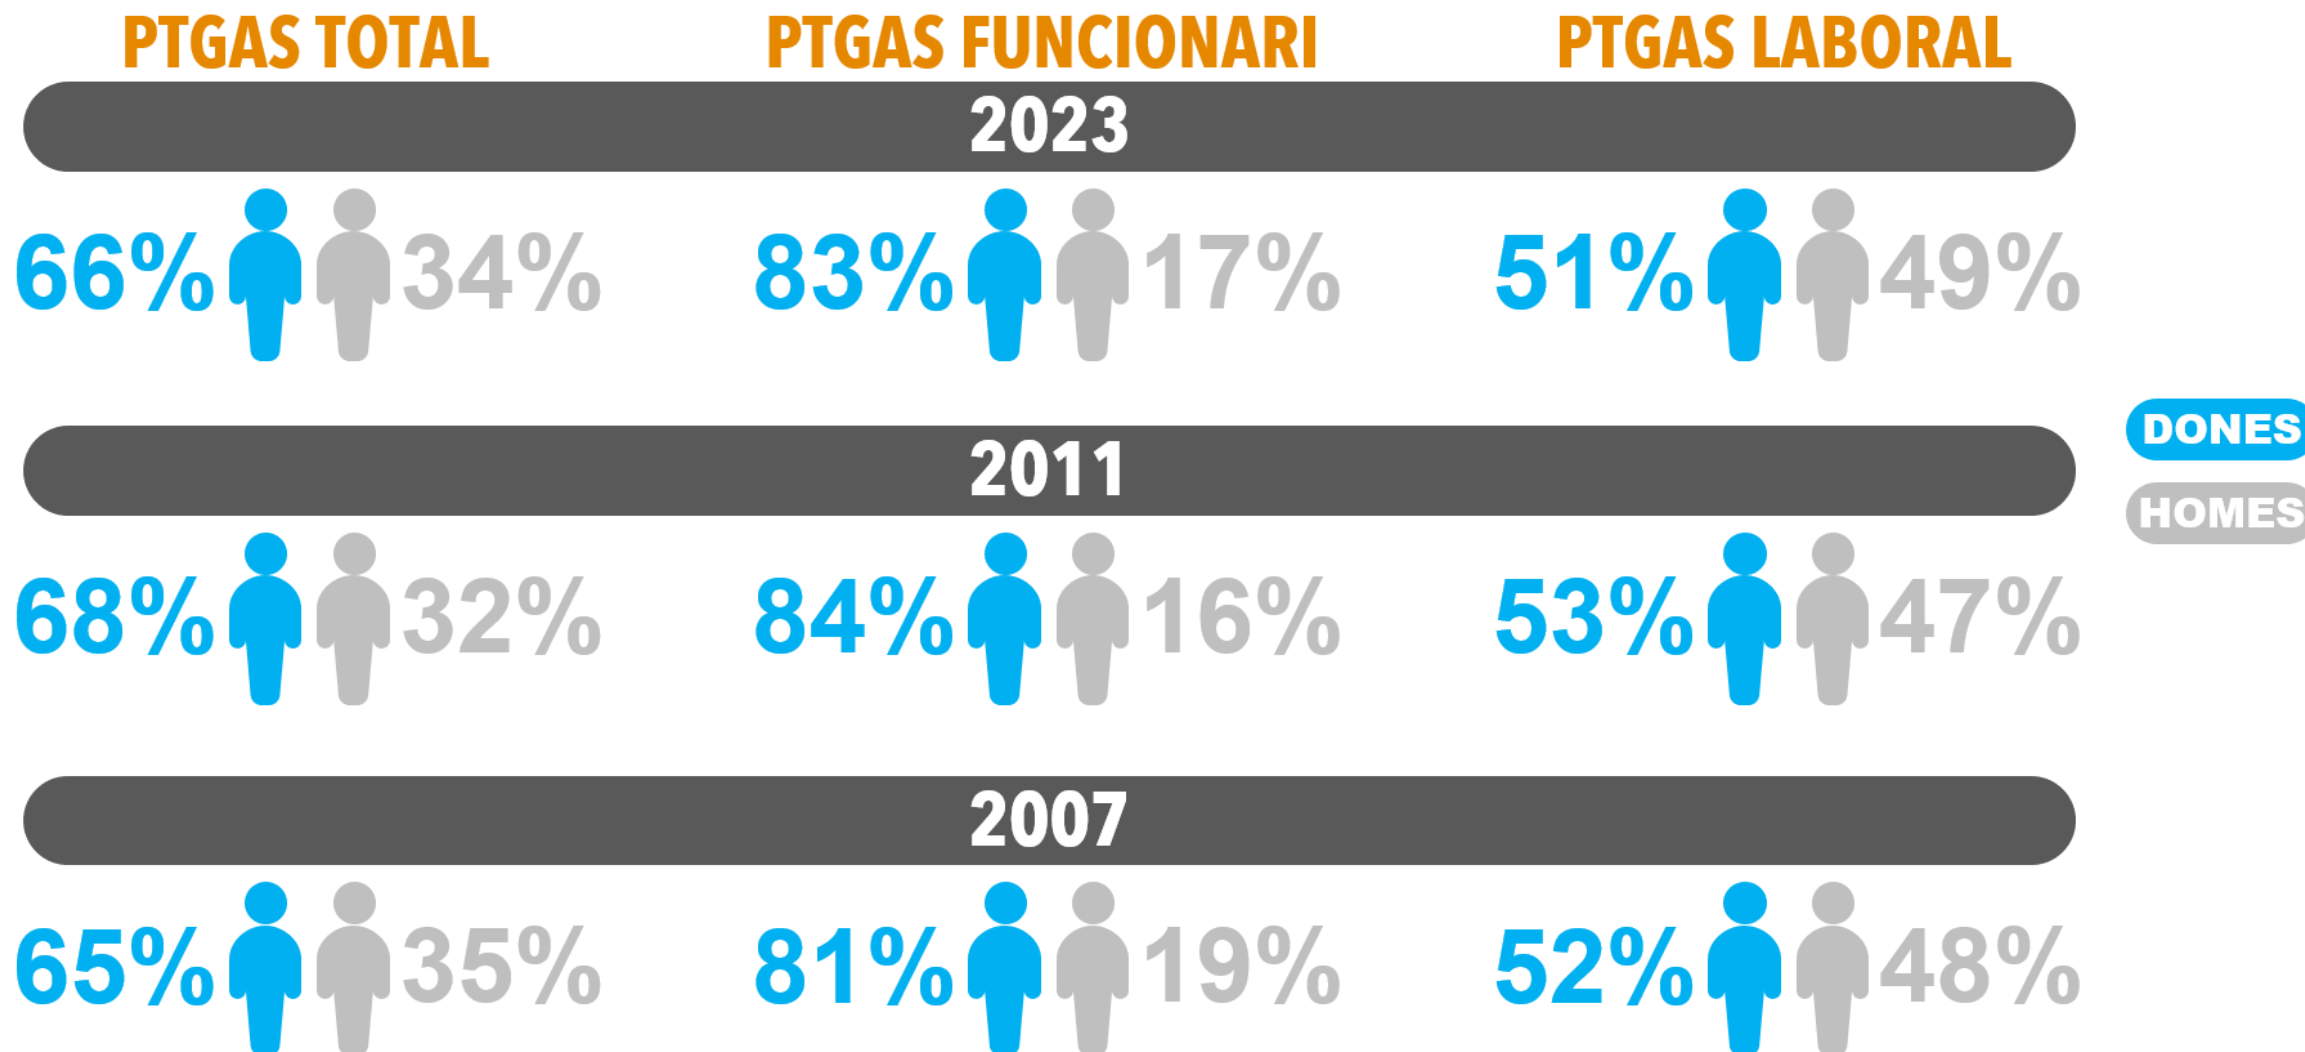 PTGAS TOTAL PTGAS FUNCIONARI PTGAS LABORAL
2023
66% 34% 83% 17% 51% 49%
DONES
2011
HOMES
68% 32% 84% 16% 53% 47%
2007
65% 35% 81% 19% 52% 48%